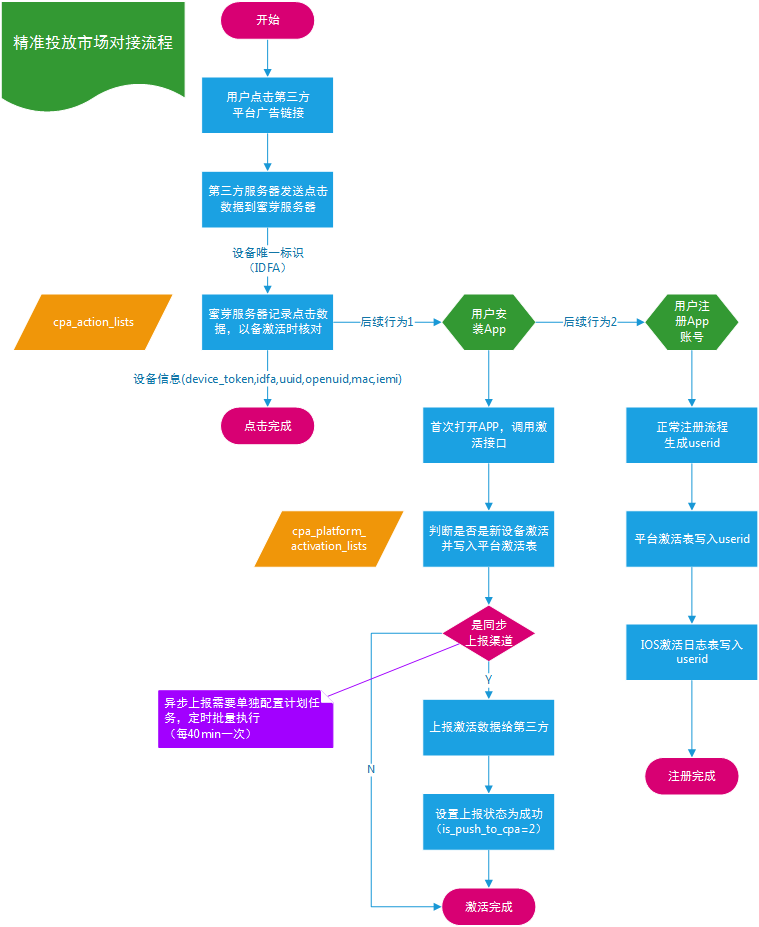 精准投放市场对接流程
开始
用户点击第三方
平台广告链接
第三方服务器发送点击
数据到蜜芽服务器
设备唯一标识
（IDFA）
cpa_action_lists
蜜芽服务器记录点击数
据，以备激活时核对
后续行为1
用户安
装App
后续行为2
用户注
册App
账号
设备信息(device_token,idfa,uuid,openuid,mac,iemi)
点击完成
首次打开APP，调用激
活接口
正常注册流程
生成userid
cpa_platform_
activation_lists
判断是否是新设备激活
并写入平台激活表
平台激活表写入userid
是同步
上报渠道
IOS激活日志表写入
userid
Y
异步上报需要单独配置计划任
务，定时批量执行
（每40min一次）
上报激活数据给第三方
N
注册完成
设置上报状态为成功
（is_push_to_cpa=2）
激活完成